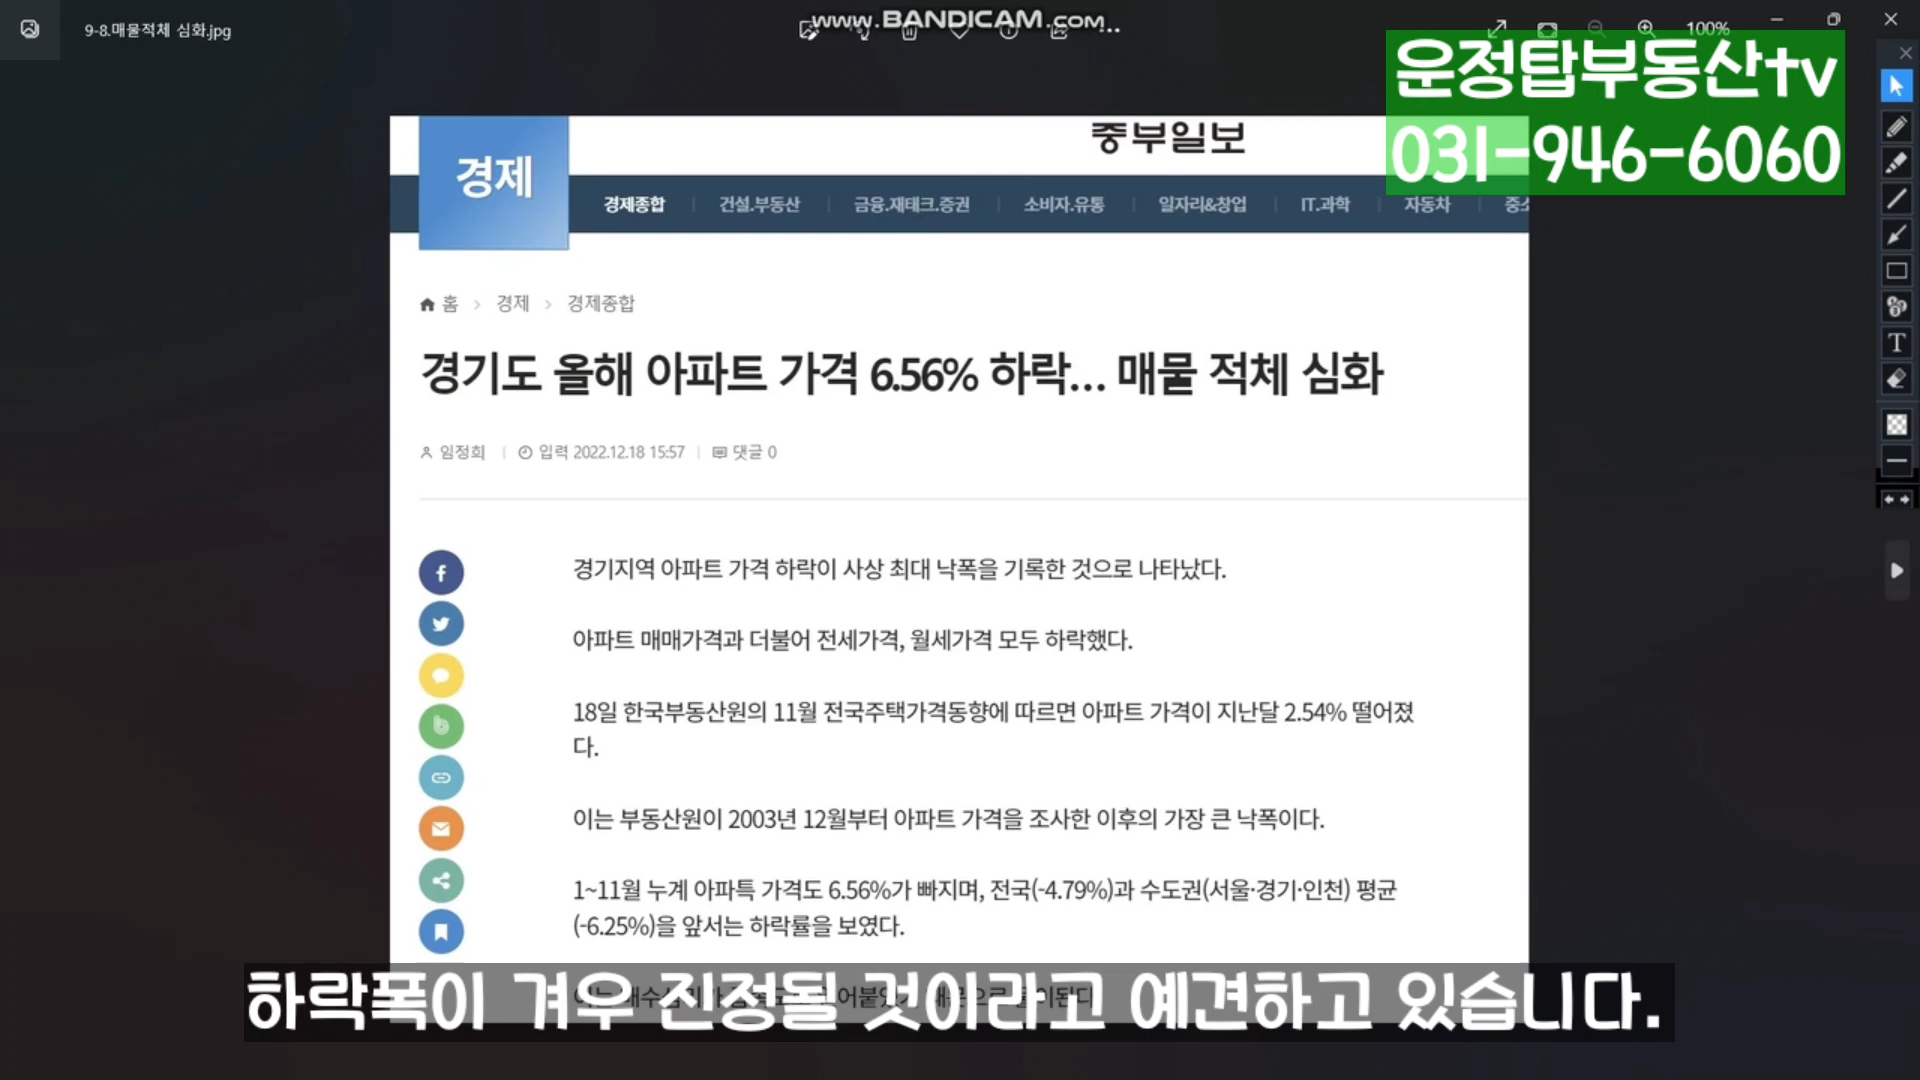 9-8.매물적체 심화.jpg
www.BANDICAM.com
100%
운정탑부동산tv
031-946-6060
중부일보
경제
경제종합
건설.부동산
금융.재테크.증권
소비자.유통
일자리&창업
IT.과학
자동차
홈 > 경제 > 경제종합
경기도 올해 아파트 가격 6.56% 하락... 매물 적체 심화
임정희 | 입력 2022.12.18 15:57 | 댓글 0
경기지역 아파트 가격 하락이 사상 최대 낙폭을 기록한 것으로 나타났다.
아파트 매매가격과 더불어 전세가격, 월세가격 모두 하락했다.
18일 한국부동산원의 11월 전국주택가격동향에 따르면 아파트 가격이 지난달 2.54% 떨어졌
다.
이는 부동산원이 2003년 12월부터 아파트 가격을 조사한 이후의 가장 큰 낙폭이다.
1~11월 누계 아파특 가격도 6.56%가 빠지며, 전국(-4.79%)과 수도권(서울·경기·인천) 평균
(-6.25%)을 앞서는 하락률을 보였다.
하락폭이 겨우 진정될 것이라고 예견하고 있습니다.